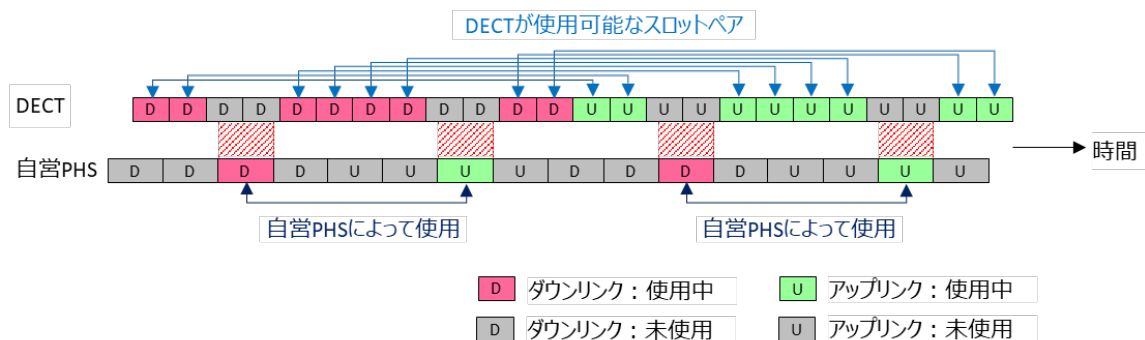 DECTが使用可能なスロットペア
DECT
D D D D D D D D D D D D U U U U U U U U U U U U
時間
自営PHS
D D D D U U U U D D D D U U U U
自営PHSによって使用 自営PHSによって使用
D ダウンリンク：使用中 U アップリンク：使用中
D ダウンリンク：未使用 U アップリンク：未使用